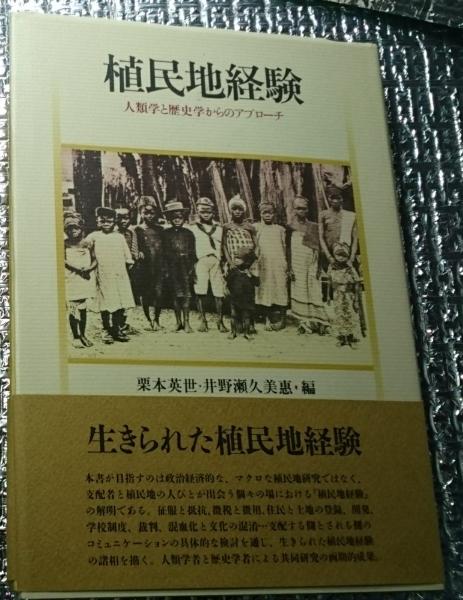 植民地経験
人類学と歴史学からのアプローチ
栗本英世・井野瀬久美惠・編
生きられた植民地経験
本書が目指すのは政治経済的な、マクロな植民地研究ではなく、
支配者と植民地の人びとが出会う個々の場における「植民地経験」
の解明である。征服と抵抗、徴税と徴用、住民と土地の登録、開発、
学校制度、裁判、混血化と文化の混淆…支配する側とされる側の
コミュニケーションの具体的な検討を通し、生きられた植民地経験
の諸相を描く。人類学者と歴史学者による共同研究の画期的成果。